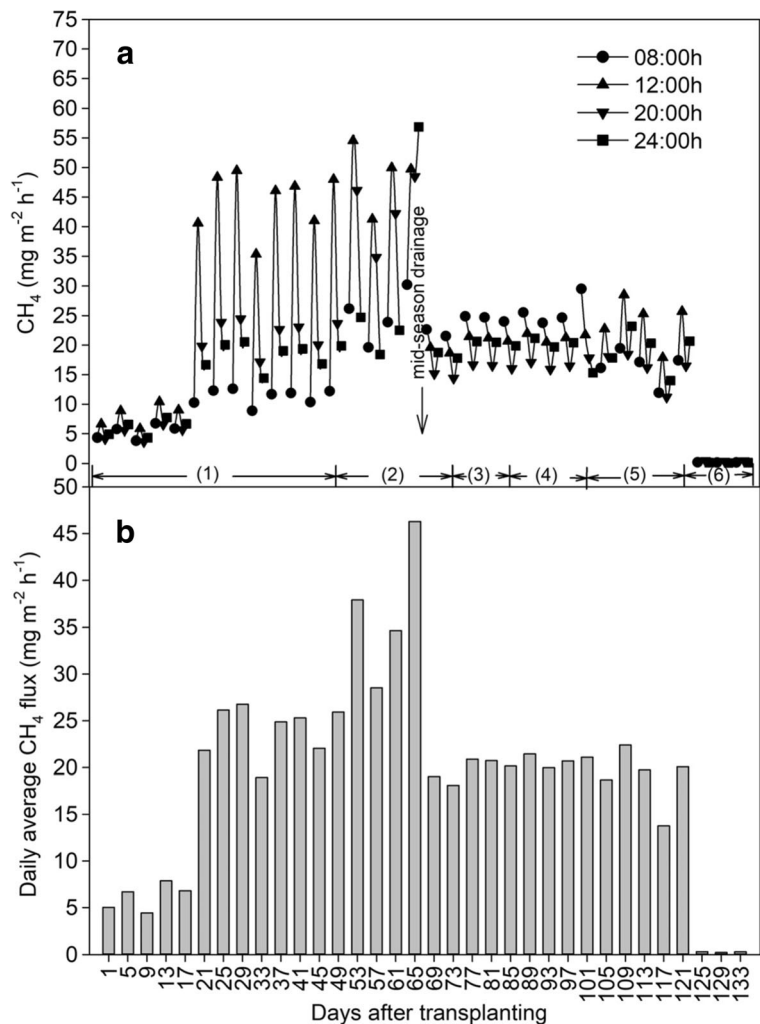 a
08:00h
12:00h
20:00h
24:00h
75
70
65
60
55
50
45
40
35
30
25
20
15
10
5
0
CH₄ (mg m⁻² h⁻¹)
mid-season drainage
(1) (2) (3) (4) (5) (6)
b
50
45
40
35
30
25
20
15
10
5
0
Daily average CH₄ flux (mg m⁻² h⁻¹)
1 5 9 13 17 21 25 29 33 37 41 45 49 53 57 61 65 69 73 77 81 85 89 93 97 101 105 109 113 117 121 125 129 133
Days after transplanting